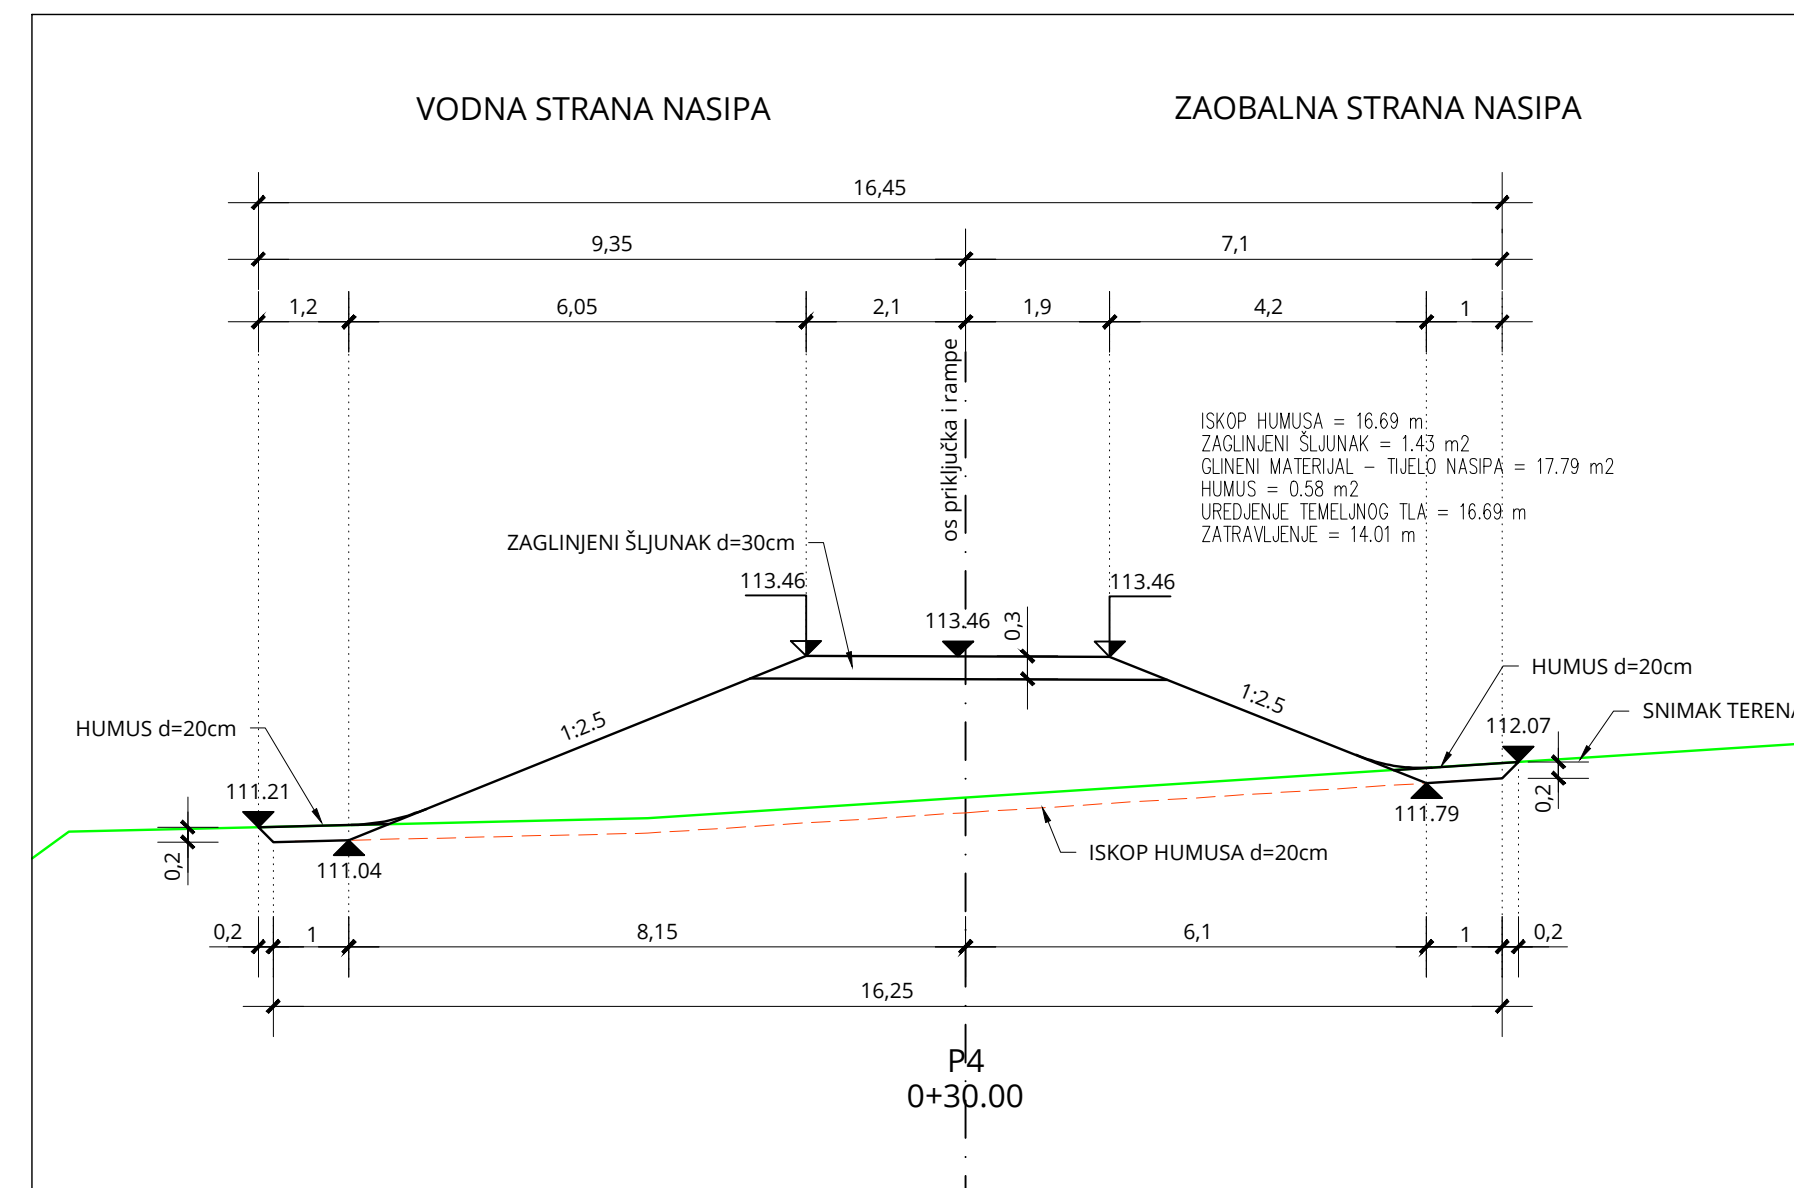 VODNA STRANA NASIPA
ZAOBALNA STRANA NASIPA
16,45
9,35
7,1
1,2
6,05
2,1
1,9
4,2
1
os priključka i rampe
ISKOP HUMUSA = 16.69 m
ZAGLINJENI ŠLJUNAK = 1.43 m2
GLINENI MATERIJAL - TIJELO NASIPA = 17.79 m2
HUMUS = 0.58 m2
UREDJENJE TEMELJNOG TLA = 16.69 m
ZATRAVLJENJE = 14.01 m
ZAGLINJENI ŠLJUNAK d=30cm
113.46
113.46
113.46
0,3
HUMUS d=20cm
1:2.5
1:2.5
SNIMAK TERENA
HUMUS d=20cm
112.07
111.21
0,2
111.79
0,2
111.04
ISKOP HUMUSA d=20cm
0,2
1
8,15
6,1
1
0,2
16,25
P4
0+30.00